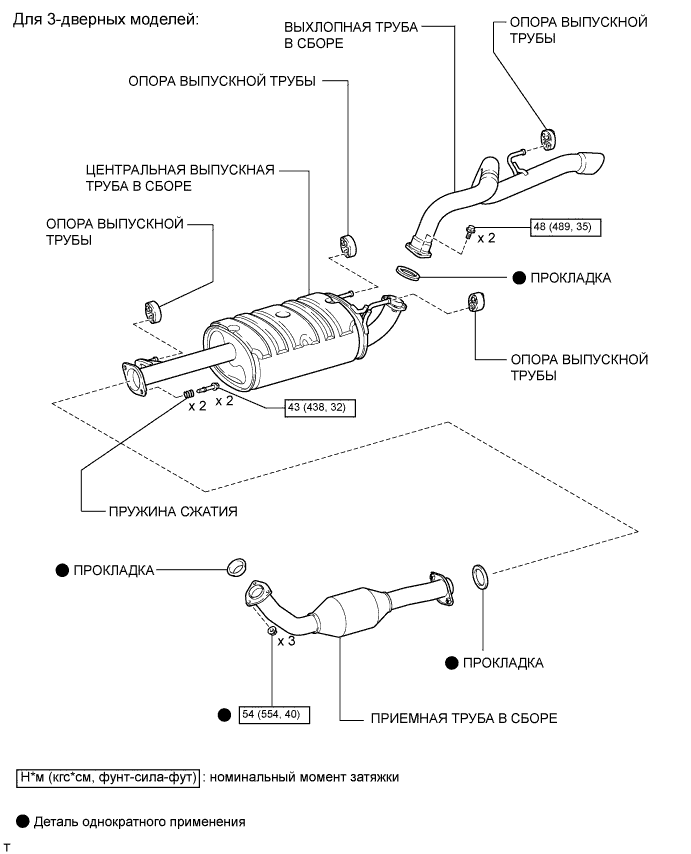 Для 3-дверных моделей:
ВЫХЛОПНАЯ ТРУБА
В СБОРЕ
ОПОРА ВЫПУСКНОЙ
ТРУБЫ
ОПОРА ВЫПУСКНОЙ ТРУБЫ
ЦЕНТРАЛЬНАЯ ВЫПУСКНАЯ
ТРУБА В СБОРЕ
ОПОРА ВЫПУСКНОЙ
ТРУБЫ
48 (489, 35)
x 2
ПРОКЛАДКА
ОПОРА ВЫПУСКНОЙ
ТРУБЫ
x 2
x 2
43 (438, 32)
ПРУЖИНА СЖАТИЯ
ПРОКЛАДКА
x 3
ПРОКЛАДКА
54 (554, 40)
ПРИЕМНАЯ ТРУБА В СБОРЕ
Н*м (кгс*см, фунт-сила-фут) : номинальный момент затяжки
Деталь однократного применения
T